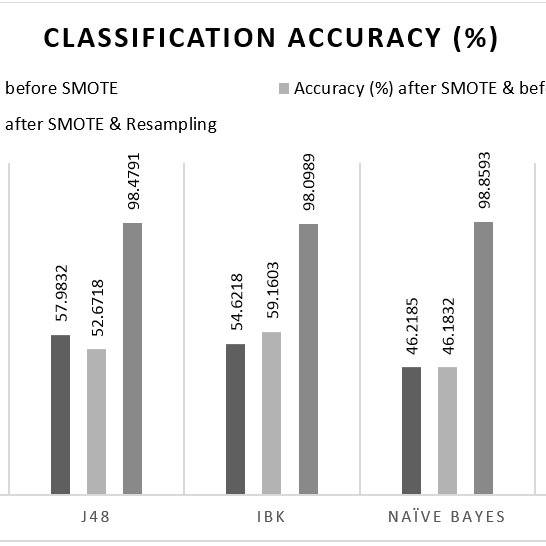 CLASSIFICATION ACCURACY (%)
before SMOTE
Accuracy (%) after SMOTE &
after SMOTE & Resampling
57.9832
52.6718
98.4791
54.6218
59.1603
98.0989
46.2185
46.1832
98.8593
J48
IBK
NAÏVE BAYES